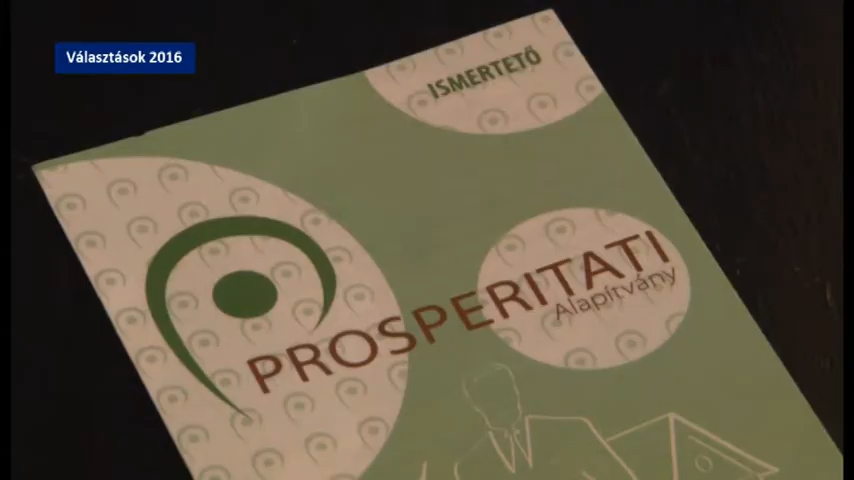 Választások 2016
ISMERTETŐ
PROSPERITATI
Alapítvány